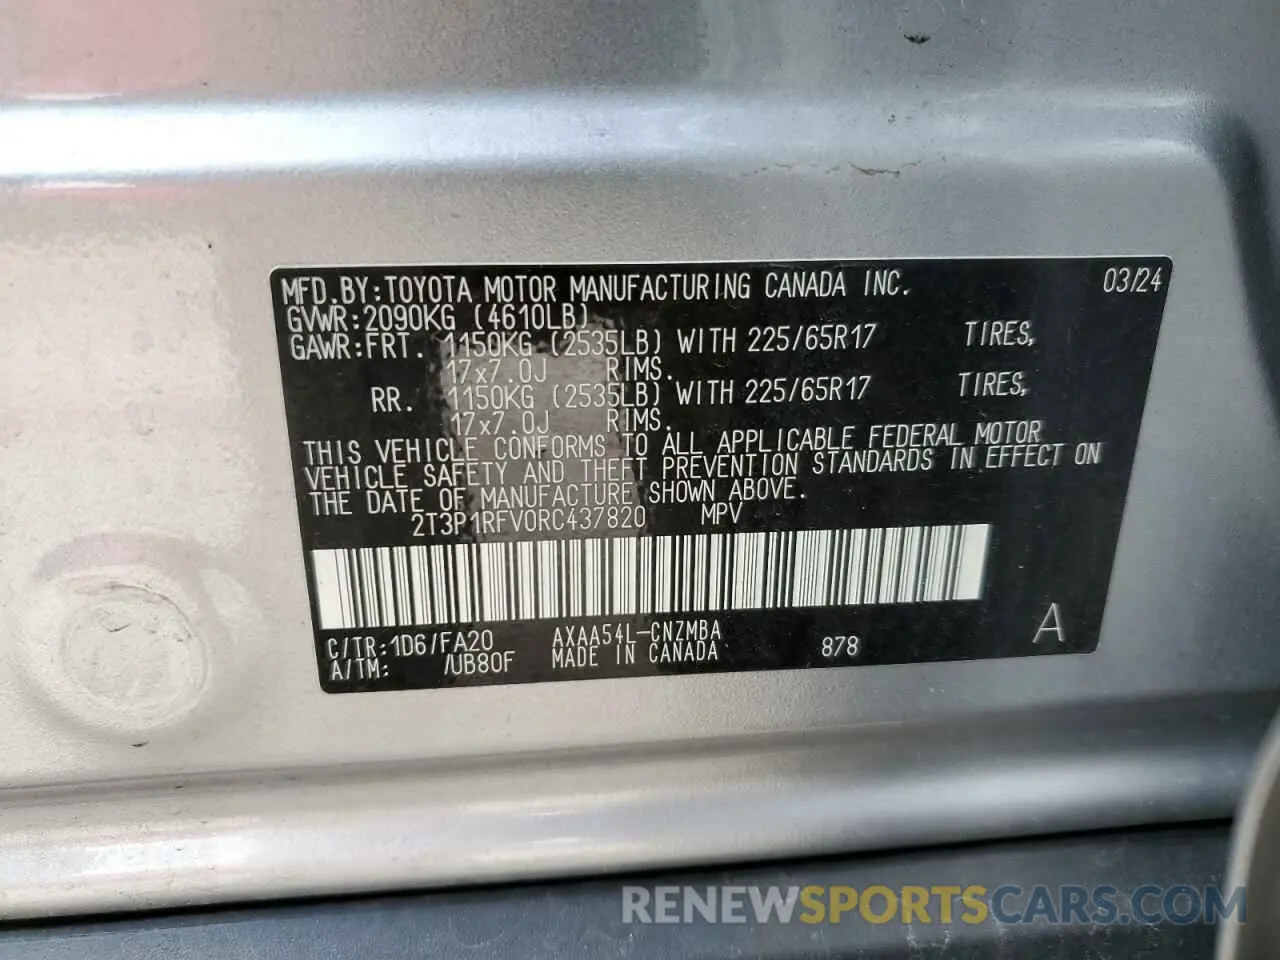 MFD.BY:TOYOTA MOTOR MANUFACTURING CANADA INC. 03/24
GVWR:2090KG (4610LB)
GAWR:FRT. 1150KG (2535LB) WITH 225/65R17 TIRES,
17x7.0J RIMS.
RR. 1150KG (2535LB) WITH 225/65R17 TIRES,
17x7.0J RIMS.
THIS VEHICLE CONFORMS TO ALL APPLICABLE FEDERAL MOTOR
VEHICLE SAFETY AND THEFT PREVENTION STANDARDS IN EFFECT ON
THE DATE OF MANUFACTURE SHOWN ABOVE.
2T3P1RFV0RC437820 MPV
C/TR:1D6/FA20 AXAA54L-CNZMBA 878 A
A/TM: /UB80F MADE IN CANADA
RENEWSPORTSCARS.COM